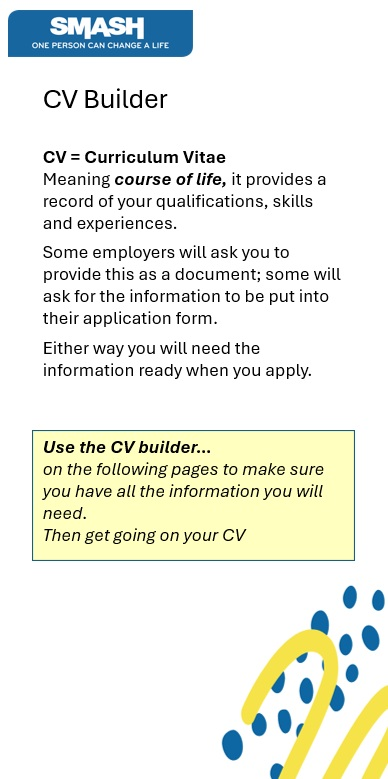 SMASH
ONE PERSON CAN CHANGE A LIFE
CV Builder
CV = Curriculum Vitae
Meaning course of life, it provides a
record of your qualifications, skills
and experiences.
Some employers will ask you to
provide this as a document; some will
ask for the information to be put into
their application form.
Either way you will need the
information ready when you apply.
Use the CV builder...
on the following pages to make sure
you have all the information you will
need.
Then get going on your CV